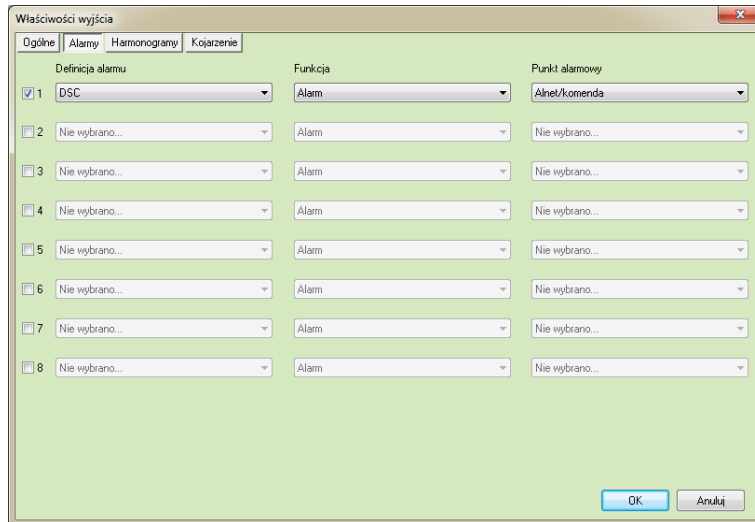 Właściwości wyjścia
Ogólne Alarmy Harmonogramy Kojarzenie
Definicja alarmu Funkcja Punkt alarmowy
1 DSC Alarm Alnet/komenda
2 Nie wybrano... Alarm Nie wybrano...
3 Nie wybrano... Alarm Nie wybrano...
4 Nie wybrano... Alarm Nie wybrano...
5 Nie wybrano... Alarm Nie wybrano...
6 Nie wybrano... Alarm Nie wybrano...
7 Nie wybrano... Alarm Nie wybrano...
8 Nie wybrano... Alarm Nie wybrano...
OK Anuluj